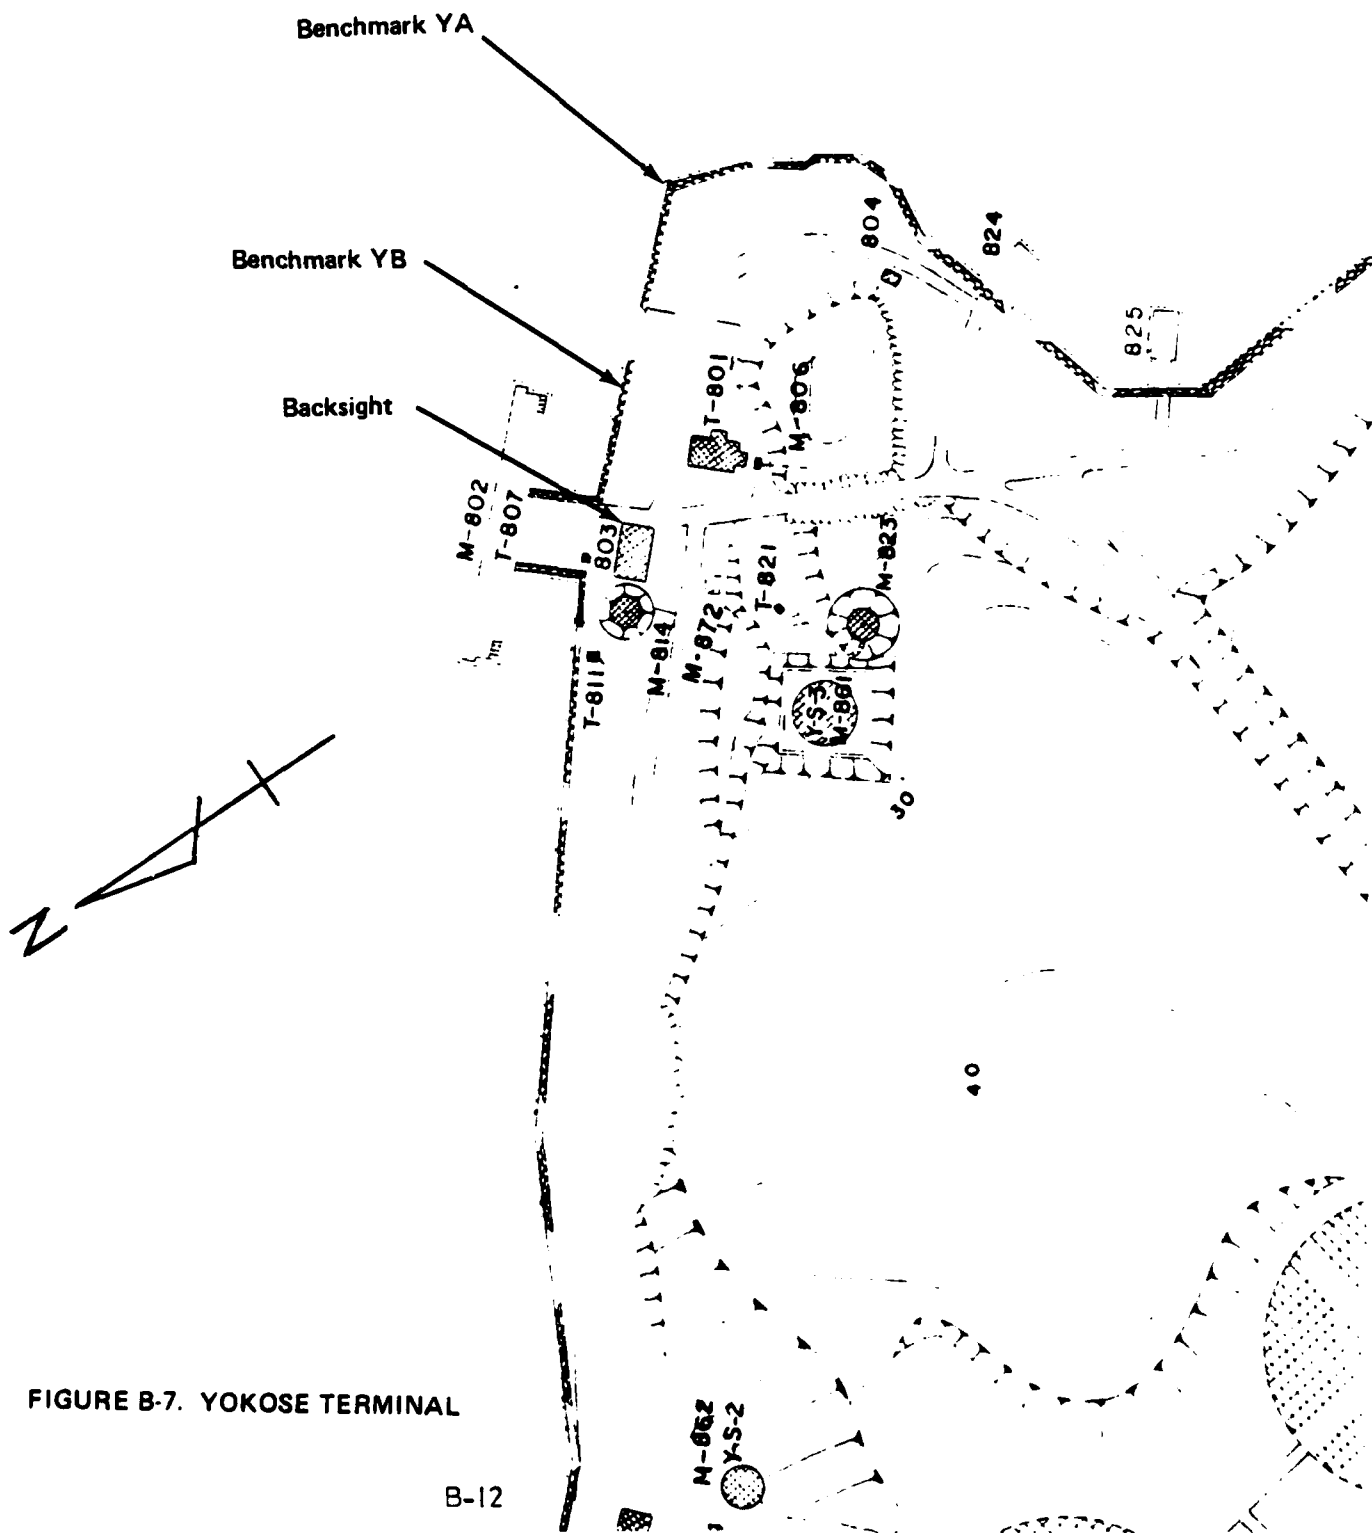 Benchmark YA
Benchmark YB
Backsight
804
824
825
T-801
M-806
M-802
T-807
803
M-823
T-821
M-872
M-814
T-811
Y-S-3
M-861
30
N
40
M-862
Y-S-2
FIGURE B-7. YOKOSE TERMINAL
B-12